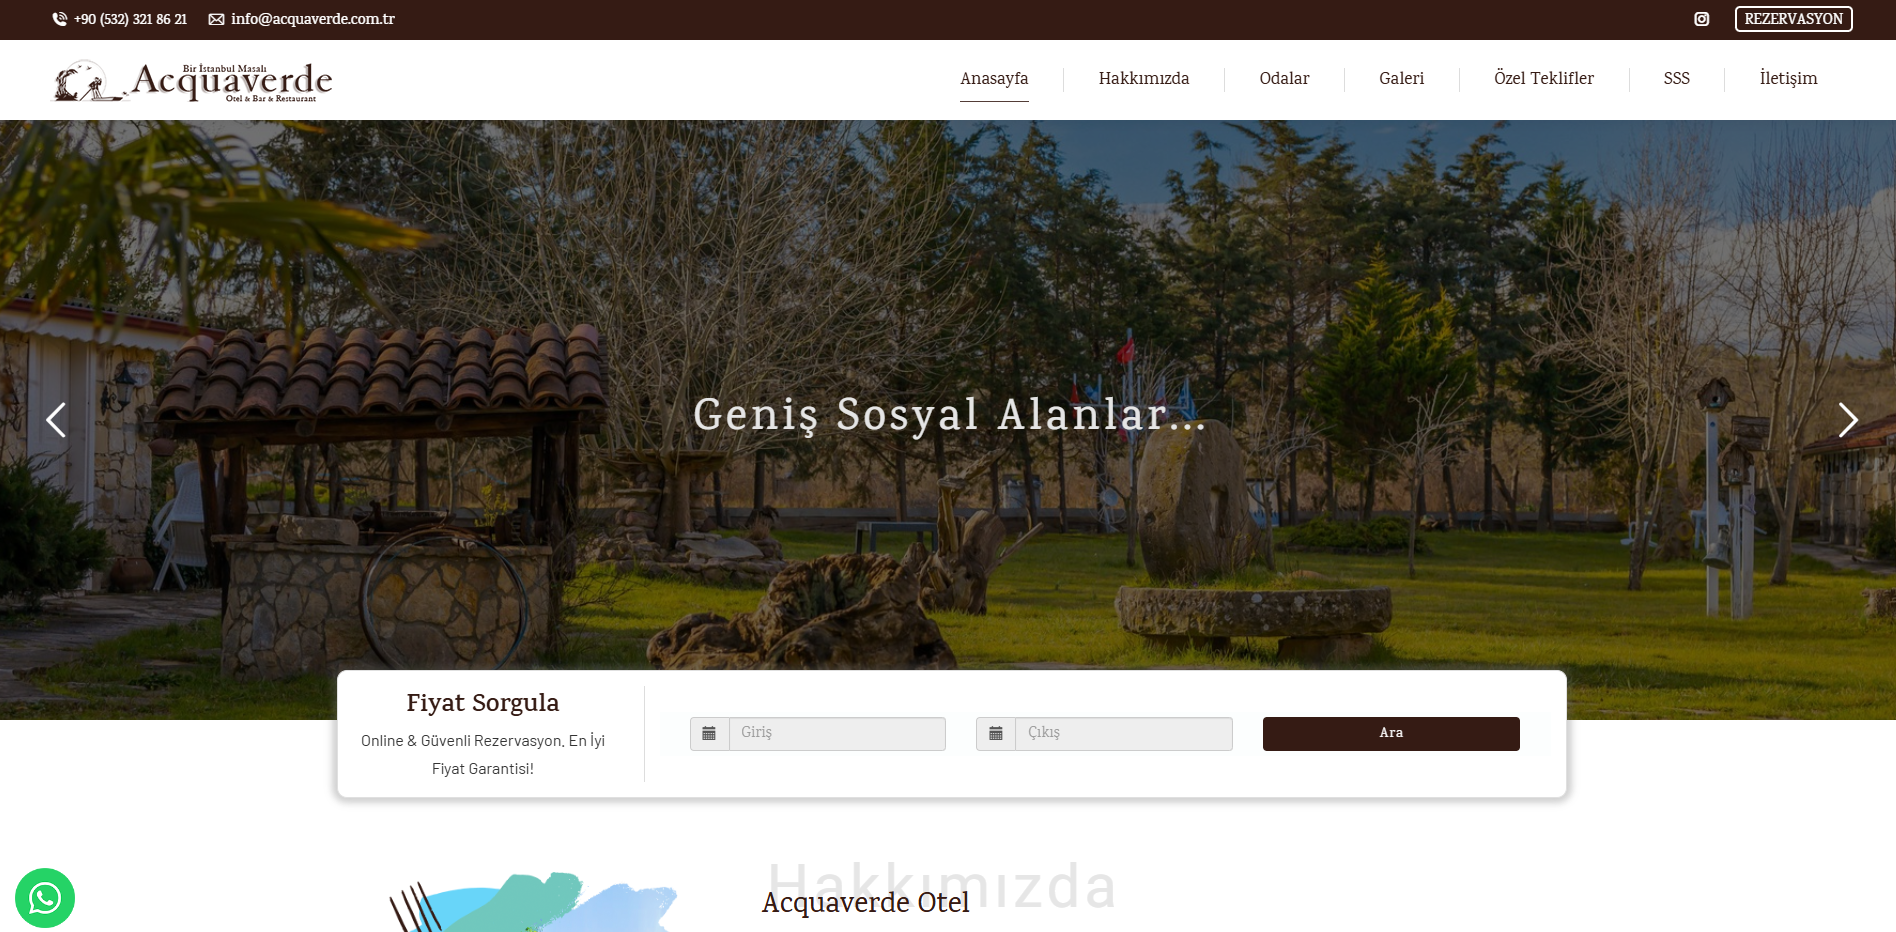 +90 (532) 321 86 21
info@acquaverde.com.tr
REZERVASYON
Bir İstanbul Masalı
Acquaverde
Otel & Bar & Restaurant
Anasayfa
Hakkımızda
Odalar
Galeri
Özel Teklifler
SSS
İletişim
Geniş Sosyal Alanlar...
Fiyat Sorgula
Online & Güvenli Rezervasyon. En İyi
Fiyat Garantisi!
Giriş
Çıkış
Ara
Hakkımızda
Acquaverde Otel